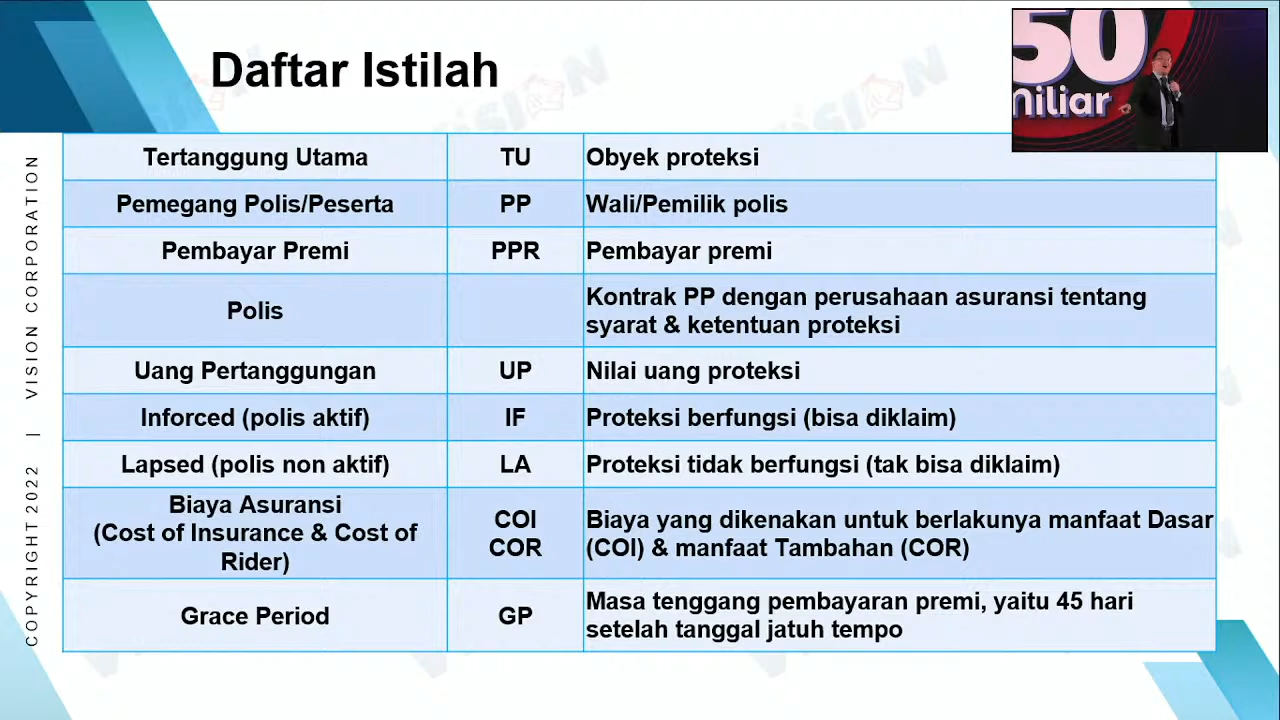 Daftar Istilah
50
miliar
Tertanggung Utama
TU
Obyek proteksi
Pemegang Polis/Peserta
PP
Wali/Pemilik polis
Pembayar Premi
PPR
Pembayar premi
Polis
Kontrak PP dengan perusahaan asuransi tentang
syarat & ketentuan proteksi
Uang Pertanggungan
UP
Nilai uang proteksi
Inforced (polis aktif)
IF
Proteksi berfungsi (bisa diklaim)
Lapsed (polis non aktif)
LA
Proteksi tidak berfungsi (tak bisa diklaim)
Biaya Asuransi
(Cost of Insurance & Cost of
Rider)
COI
COR
Biaya yang dikenakan untuk berlakunya manfaat Dasar
(COI) & manfaat Tambahan (COR)
Grace Period
GP
Masa tenggang pembayaran premi, yaitu 45 hari
setelah tanggal jatuh tempo
COPYRIGHT 2022 | VISION CORPORATION